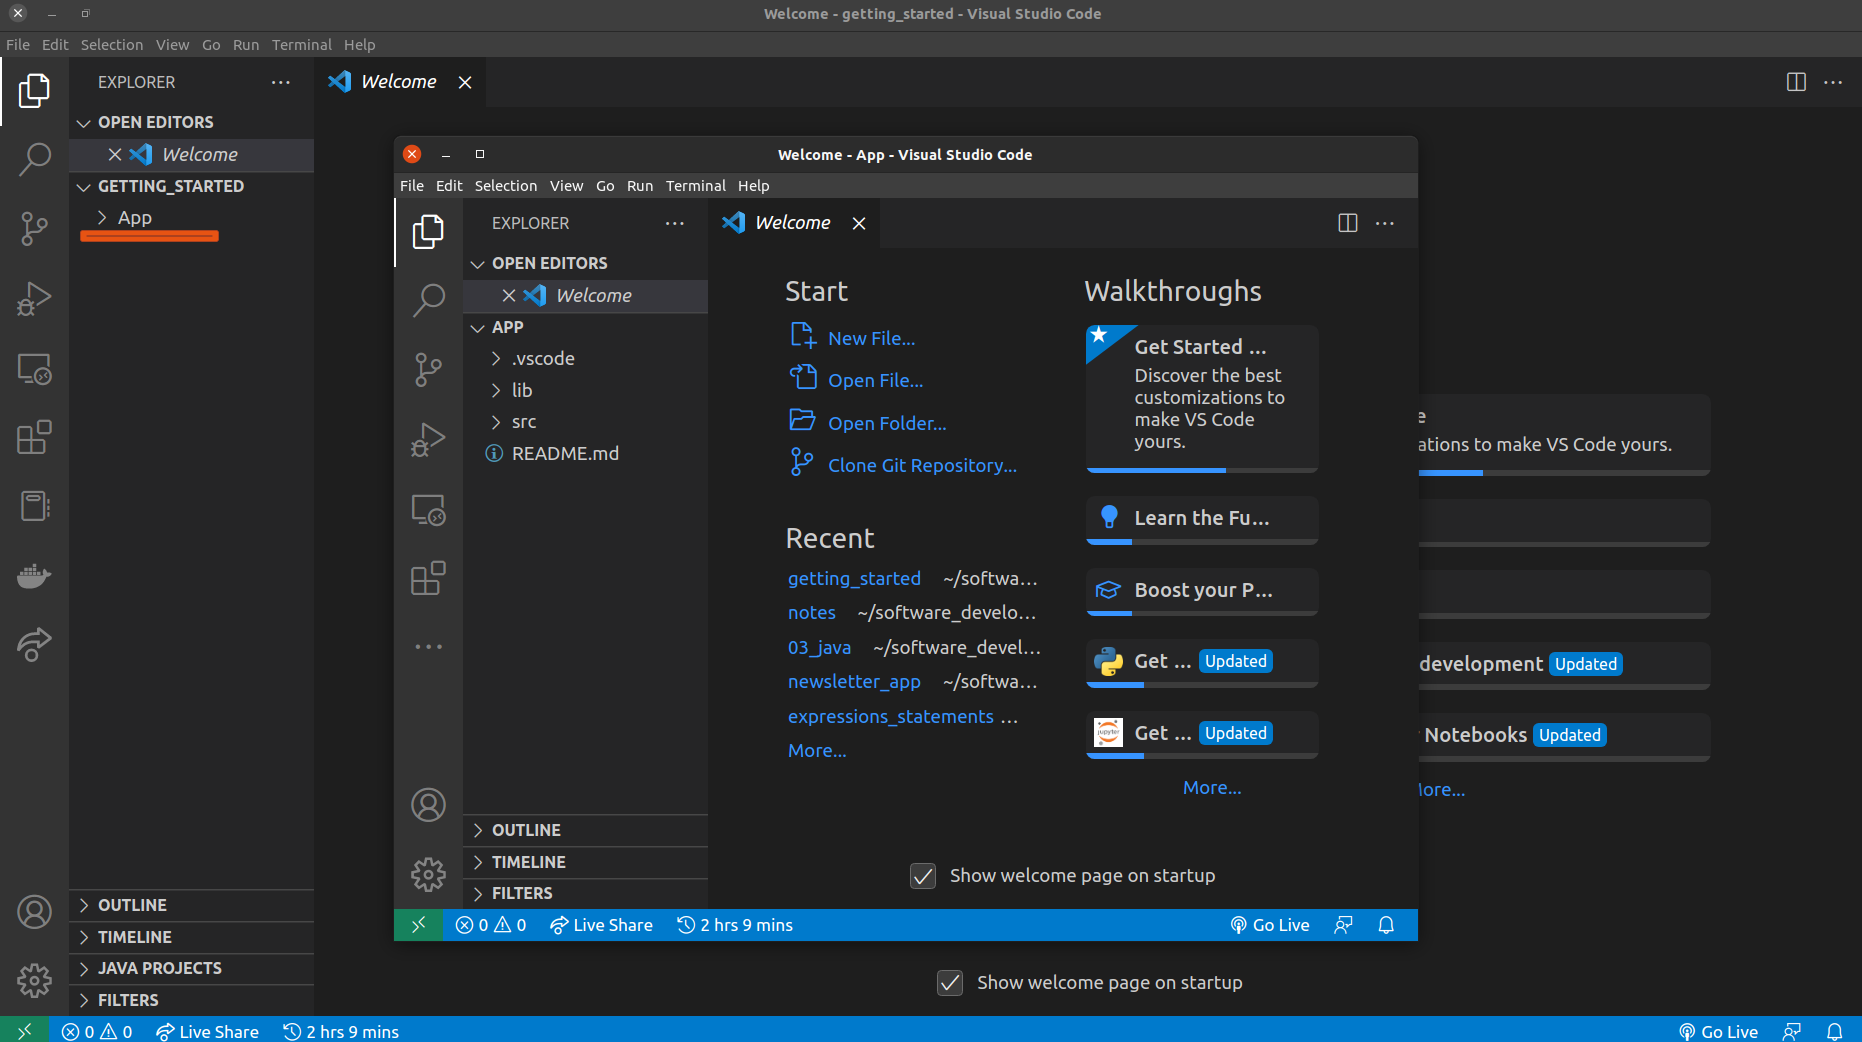 Welcome - getting_started - Visual Studio Code
File Edit Selection View Go Run Terminal Help
EXPLORER
Welcome
OPEN EDITORS
Welcome
GETTING_STARTED
App
OUTLINE
TIMELINE
JAVA PROJECTS
FILTERS
Welcome - App - Visual Studio Code
File Edit Selection View Go Run Terminal Help
EXPLORER
Welcome
OPEN EDITORS
Welcome
APP
.vscode
lib
src
README.md
OUTLINE
TIMELINE
FILTERS
Start
New File...
Open File...
Open Folder...
Clone Git Repository...
Recent
getting_started ~/softwa...
notes ~/software_develo...
03_java ~/software_devel...
newsletter_app ~/softwa...
expressions_statements ...
More...
Walkthroughs
Get Started ...
Discover the best
customizations to
make VS Code
yours.
Learn the Fu...
Boost your P...
Get ... Updated
jupyter
Get ... Updated
More...
Show welcome page on startup
0 0 Live Share 2 hrs 9 mins Go Live
to make VS Code yours.
development Updated
Notebooks Updated
Show welcome page on startup
0 0 Live Share 2 hrs 9 mins Go Live